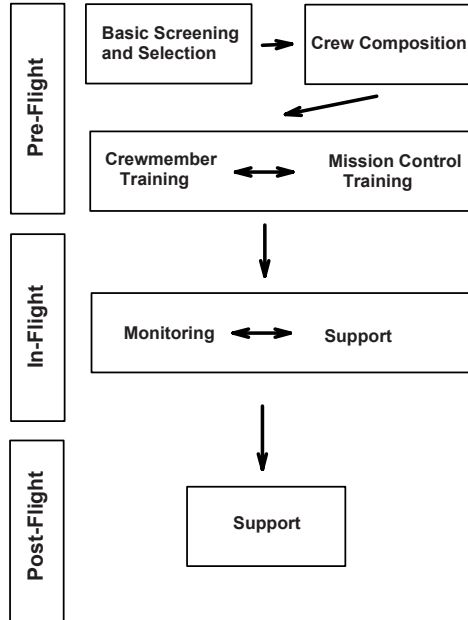 Pre-Flight
Basic Screening
and Selection
Crew Composition
Crewmember
Training
Mission Control
Training
In-Flight
Monitoring
Support
Post-Flight
Support